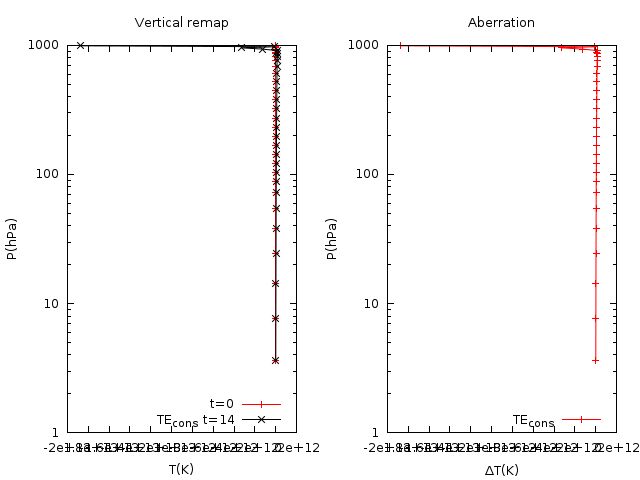 Vertical remap
Aberration
1000
100
10
1
P(hPa)
t=0
TEcons t=14
T(K)
1000
100
10
1
P(hPa)
TEcons
ΔT(K)